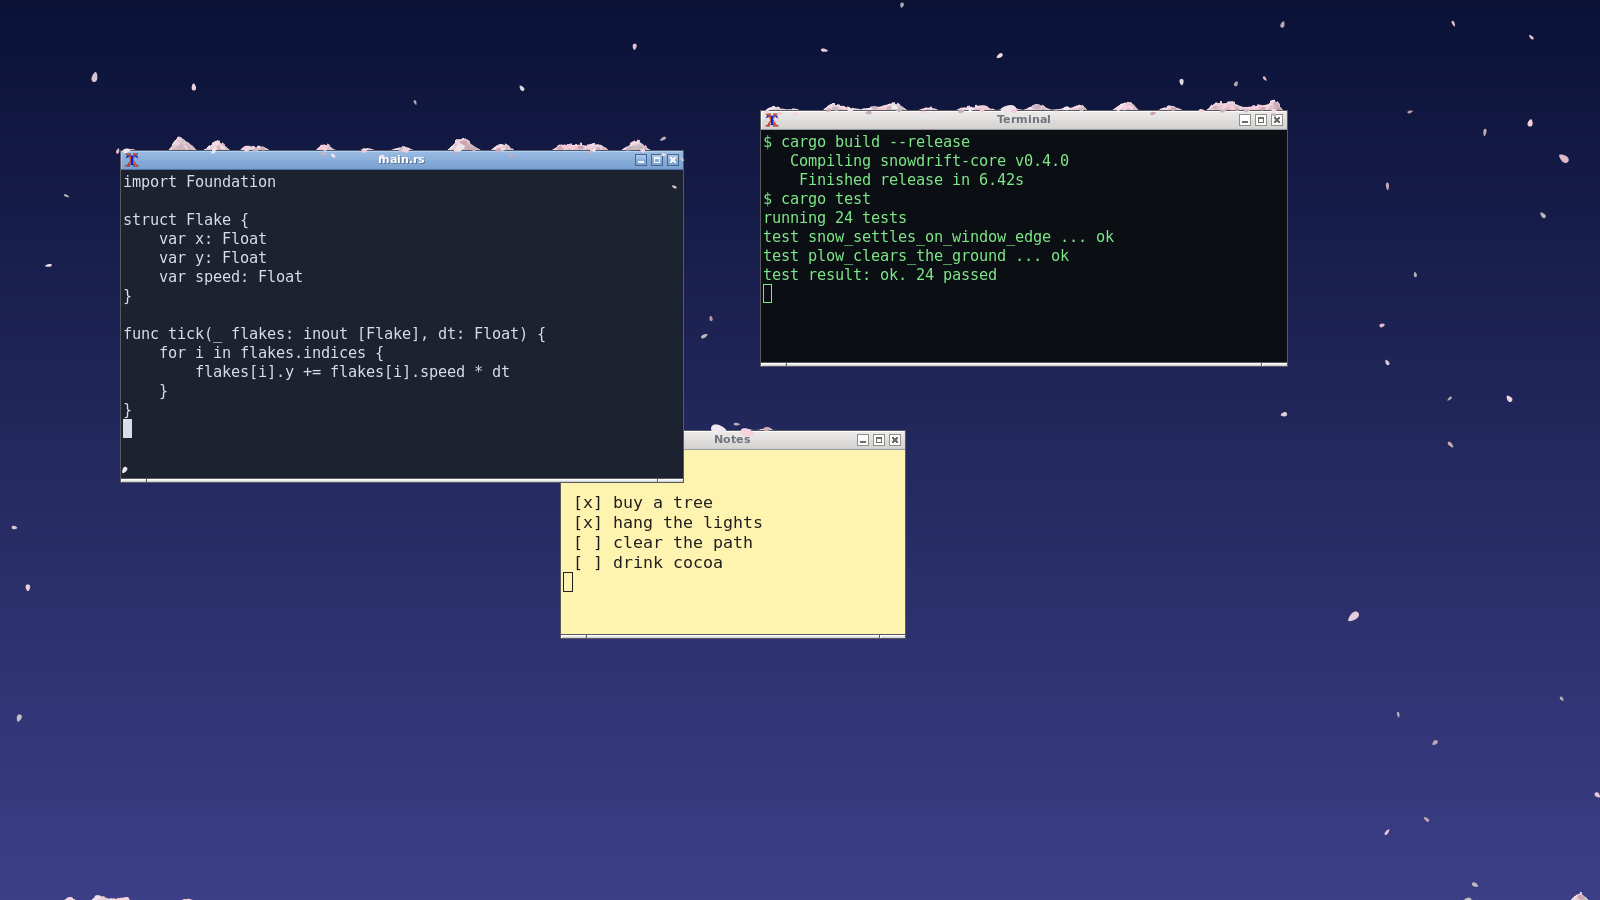 main.rs
import Foundation
struct Flake {
    var x: Float
    var y: Float
    var speed: Float
}
func tick(_ flakes: inout [Flake], dt: Float) {
    for i in flakes.indices {
        flakes[i].y += flakes[i].speed * dt
    }
}
Terminal
$ cargo build --release
   Compiling snowdrift-core v0.4.0
    Finished release in 6.42s
$ cargo test
running 24 tests
test snow_settles_on_window_edge ... ok
test plow_clears_the_ground ... ok
test result: ok. 24 passed
Notes
[x] buy a tree
[x] hang the lights
[ ] clear the path
[ ] drink cocoa